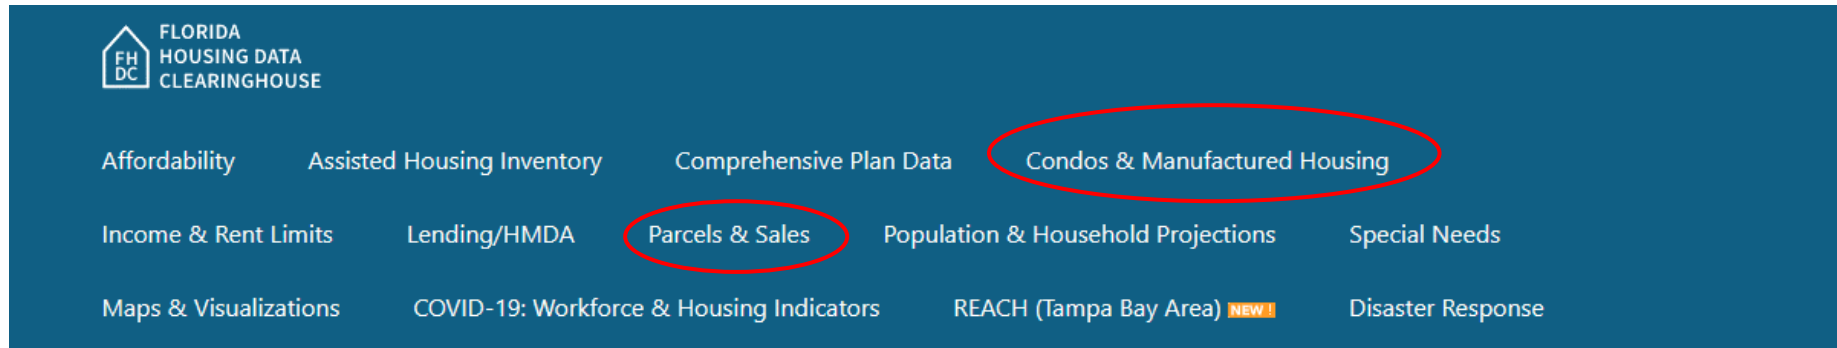 FLORIDA
HOUSING DATA
CLEARINGHOUSE
FH
DC
Affordability Assisted Housing Inventory Comprehensive Plan Data Condos & Manufactured Housing
Income & Rent Limits Lending/HMDA Parcels & Sales Population & Household Projections Special Needs
Maps & Visualizations COVID-19: Workforce & Housing Indicators REACH (Tampa Bay Area) NEW ! Disaster Response